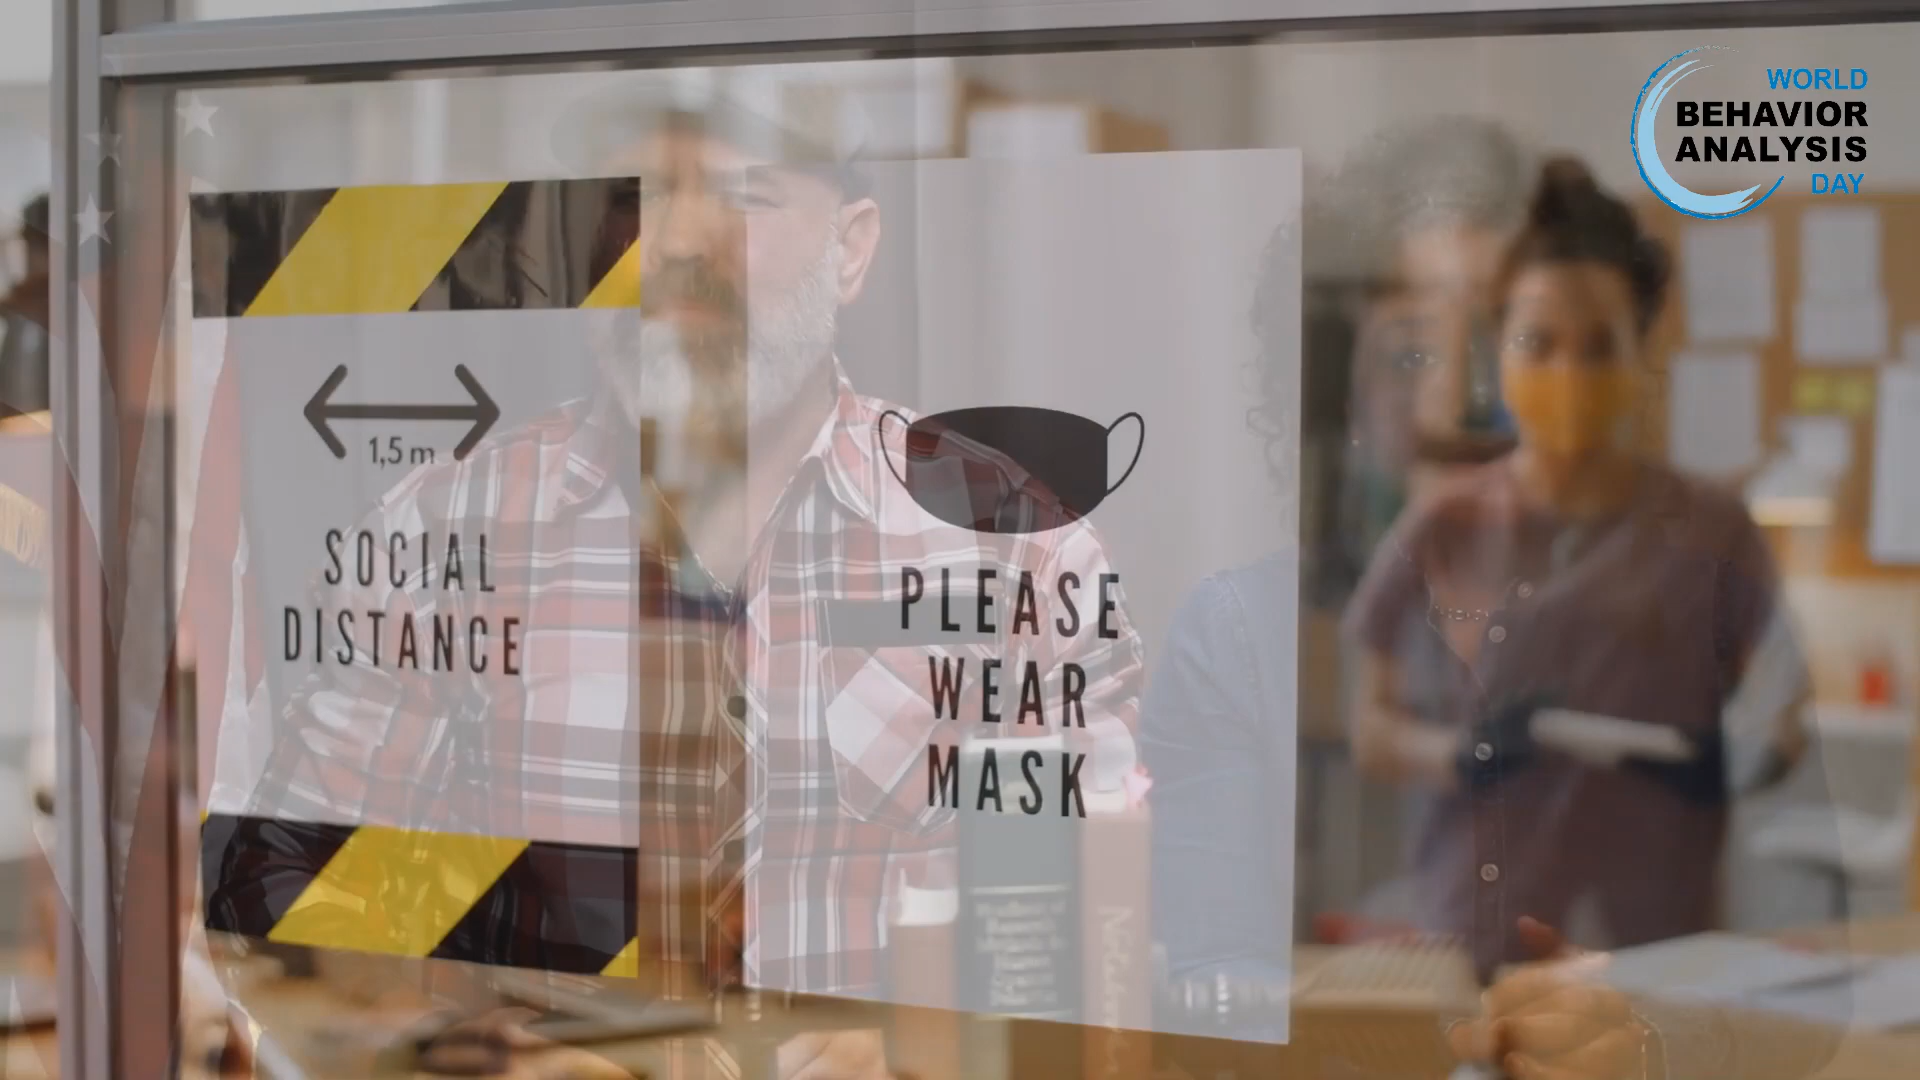 WORLD
BEHAVIOR
ANALYSIS
DAY
1,5 m
SOCIAL
DISTANCE
PLEASE
WEAR
MASK